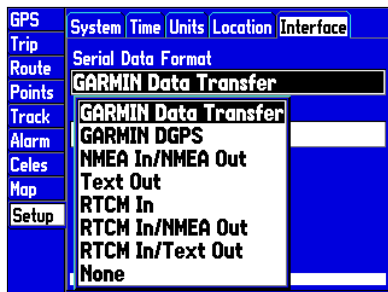 GPS
Trip
Route
Points
Track
Alarm
Celes
Map
Setup
System Time Units Location Interface
Serial Data Format
GARMIN Data Transfer
GARMIN Data Transfer
GARMIN DGPS
NMEA In/NMEA Out
Text Out
RTCM In
RTCM In/NMEA Out
RTCM In/Text Out
None